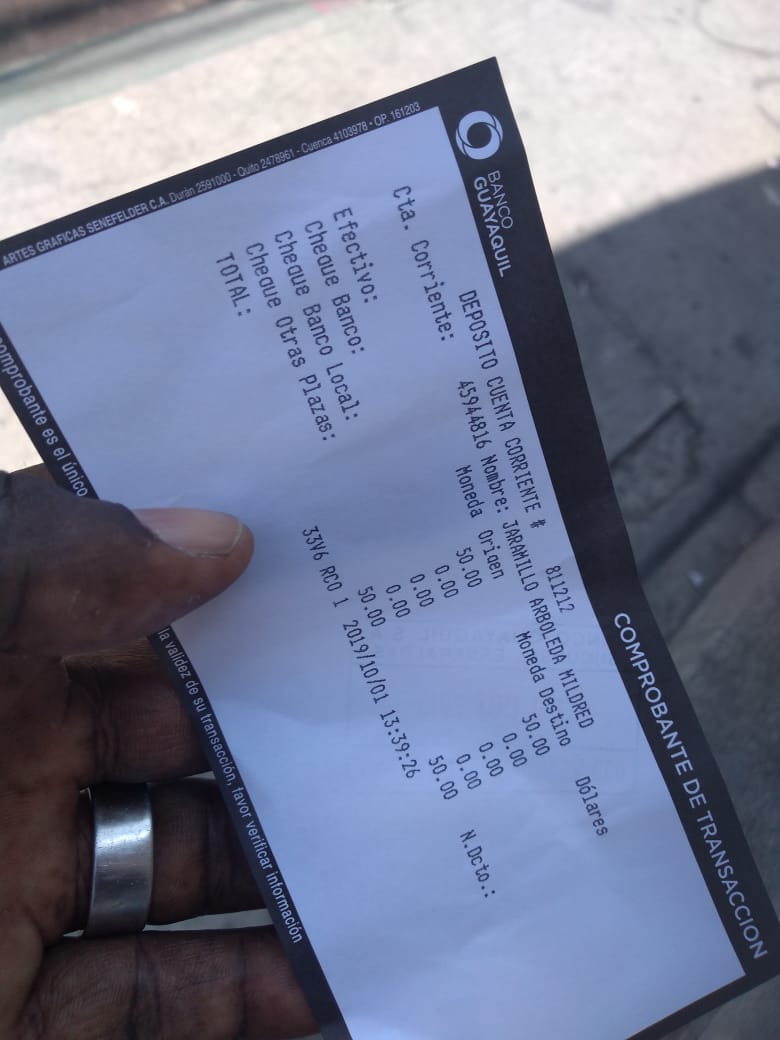 BANCO
GUAYAQUIL
COMPROBANTE DE TRANSACCION
DEPOSITO CUENTA CORRIENTE # 811212 Dólares
Cta. Corriente: 45944816 Nombre: JARAMILLO ARBOLEDA MILDRED
Moneda Origen Moneda Destino N.Dcto.:
Efectivo: 50.00 50.00
Cheque Banco: 0.00 0.00
Cheque Banco Local: 0.00 0.00
Cheque Otras Plazas: 0.00 0.00
TOTAL: 50.00 50.00
33V6 RCO 1 2019/10/01 13:39:26
ARTES GRAFICAS SENEFELDER C.A. Durán 2591000 - Quito 2478961 - Cuenca 4103978 • OP. 161203
omprobante es el único la validez de su transacción, favor verificar información